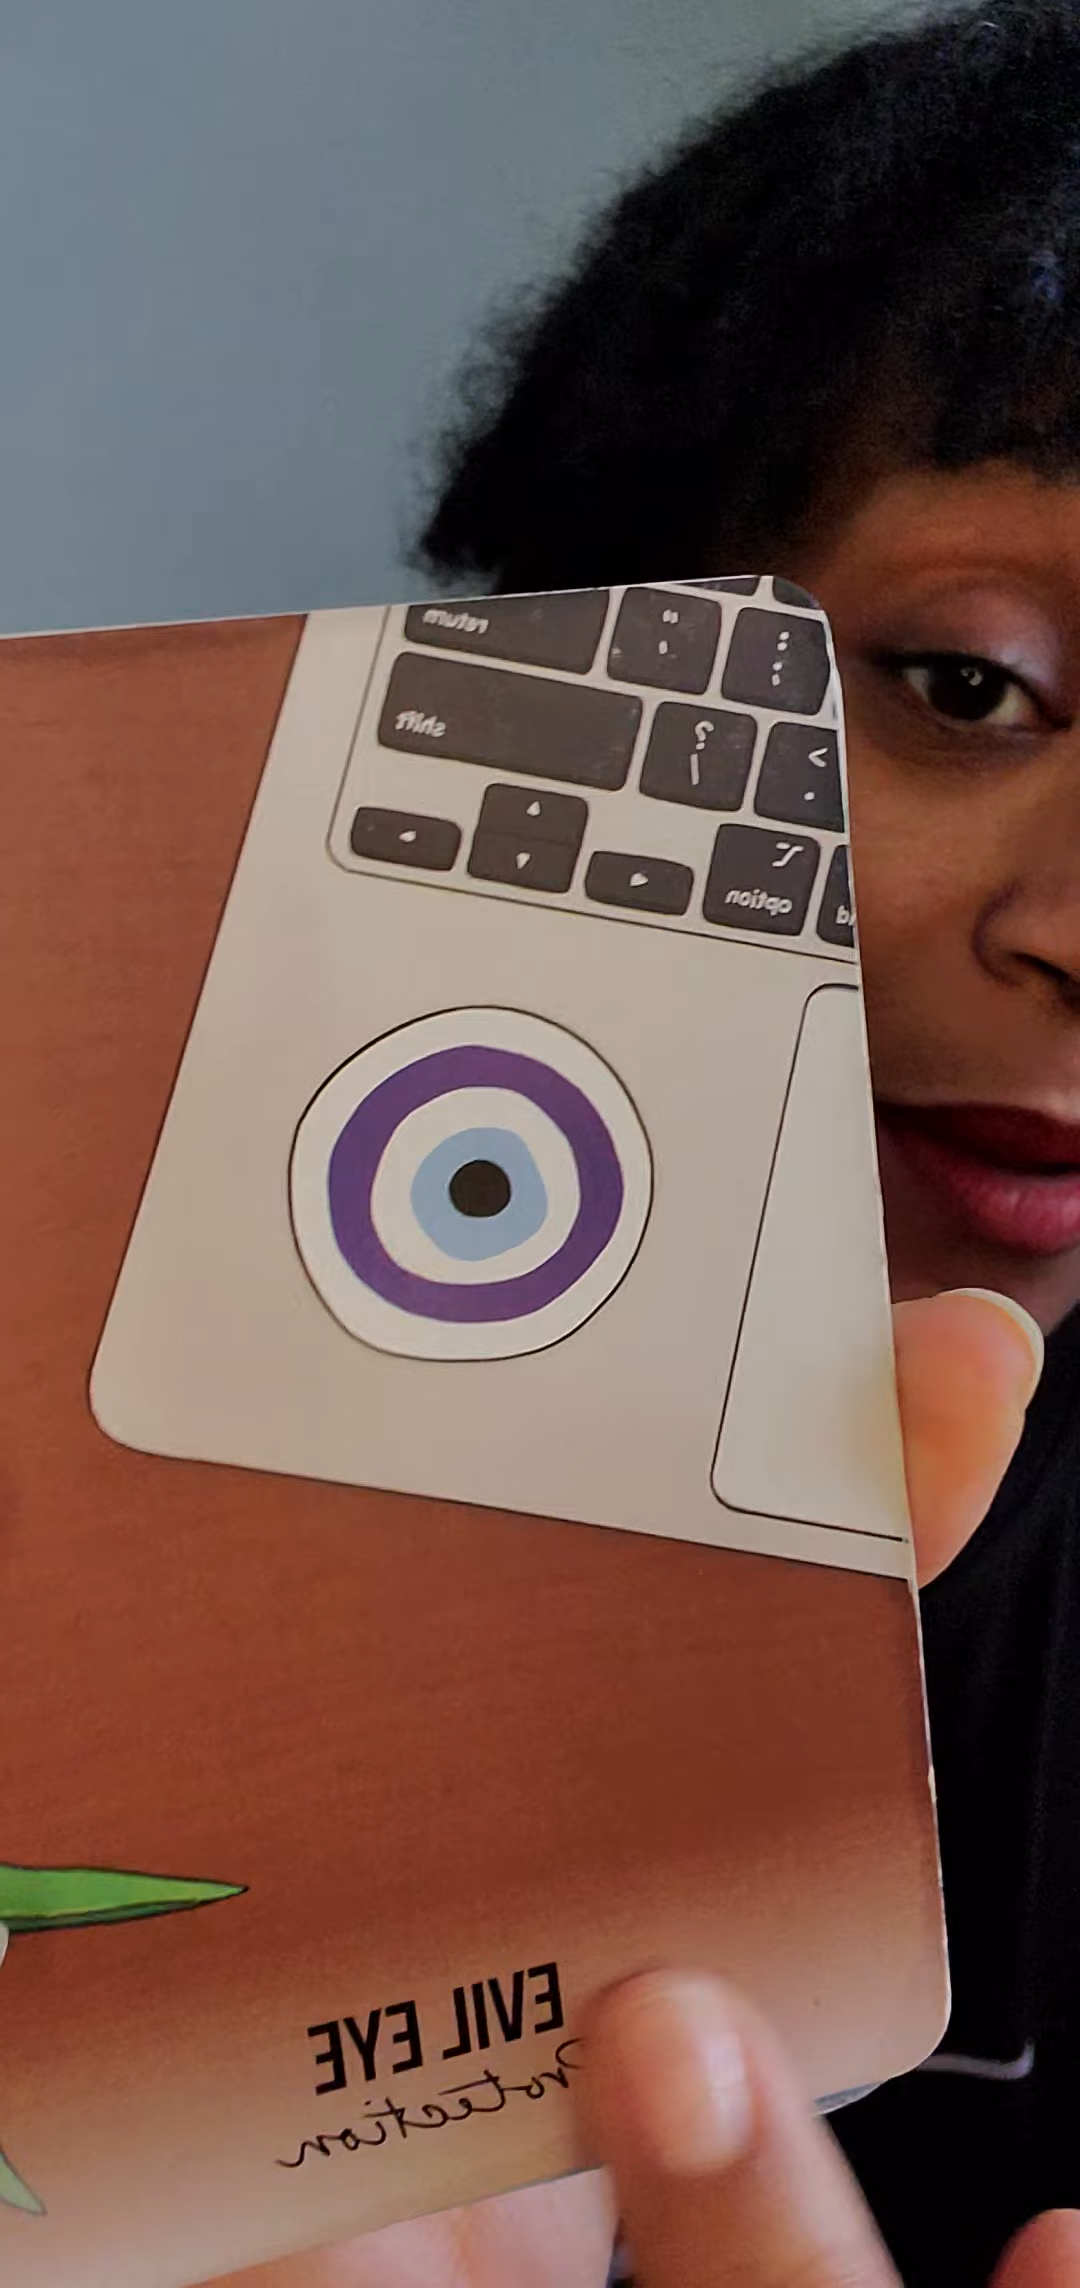 return
" '
: ;
shift
? /
> .
option
EVIL EYE
Protection